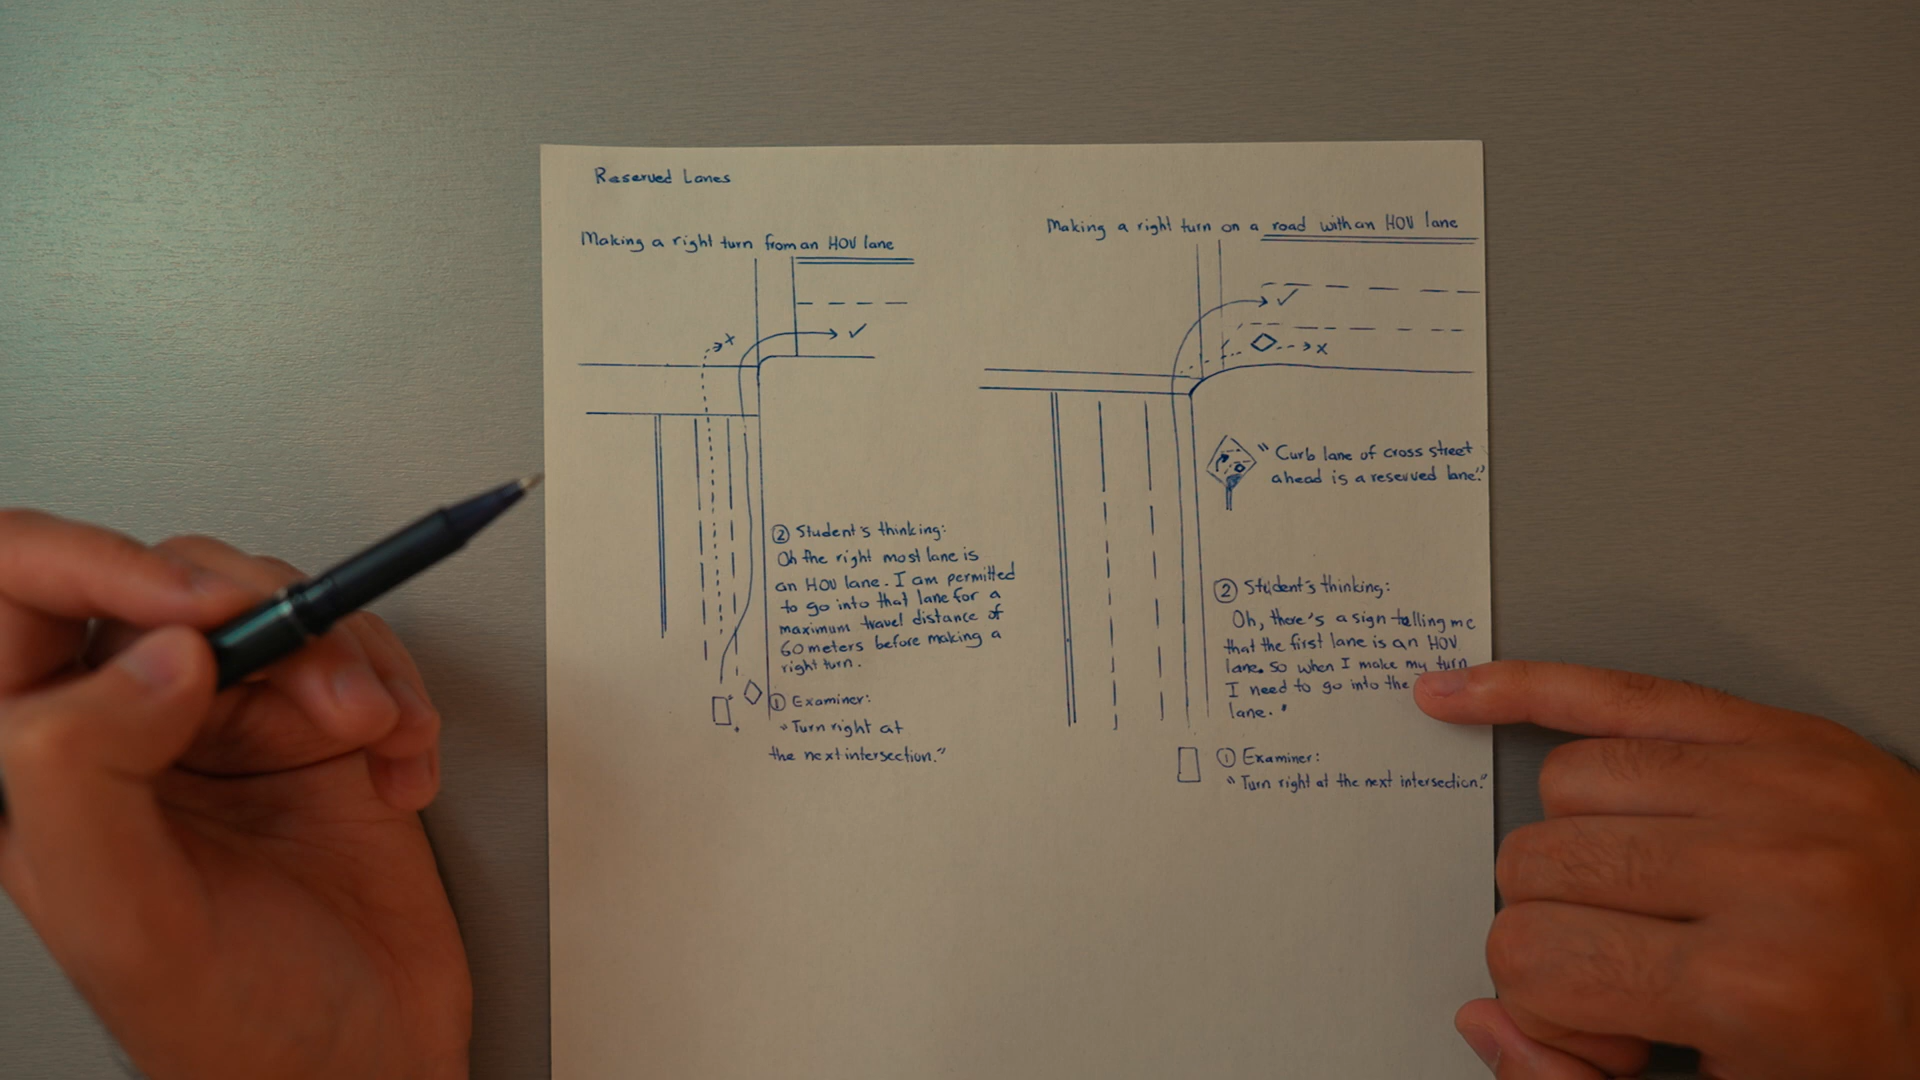 Reserved Lanes
Making a right turn from an HOV lane
② Student's thinking:
Oh the right most lane is
an HOV lane. I am permitted
to go into that lane for a
maximum travel distance of
60 meters before making a
right turn.
① Examiner:
"Turn right at
the next intersection."
Making a right turn on a road with an HOV lane
"Curb lane of cross street
ahead is a reserved lane."
② Student's thinking:
Oh, there's a sign telling me
that the first lane is an HOV
lane. so when I make my turn
I need to go into the
lane."
① Examiner:
"Turn right at the next intersection."